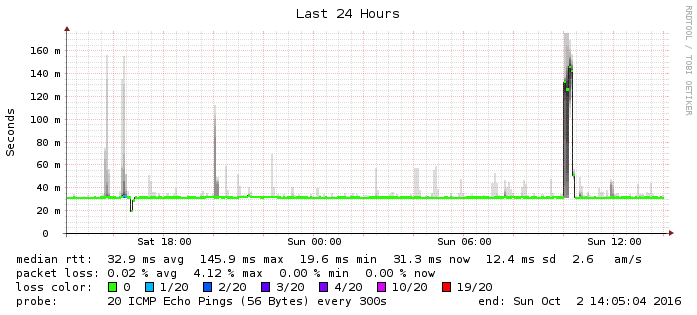 Last 24 Hours
RRDTOOL / TOBI OETIKER
Seconds
160 m
140 m
120 m
100 m
80 m
60 m
40 m
20 m
0
Sat 18:00 Sun 00:00 Sun 06:00 Sun 12:00
median rtt: 32.9 ms avg 145.9 ms max 19.6 ms min 31.3 ms now 12.4 ms sd 2.6 am/s
packet loss: 0.02 % avg 4.12 % max 0.00 % min 0.00 % now
loss color: 0 1/20 2/20 3/20 4/20 10/20 19/20
probe: 20 ICMP Echo Pings (56 Bytes) every 300s end: Sun Oct 2 14:05:04 2016